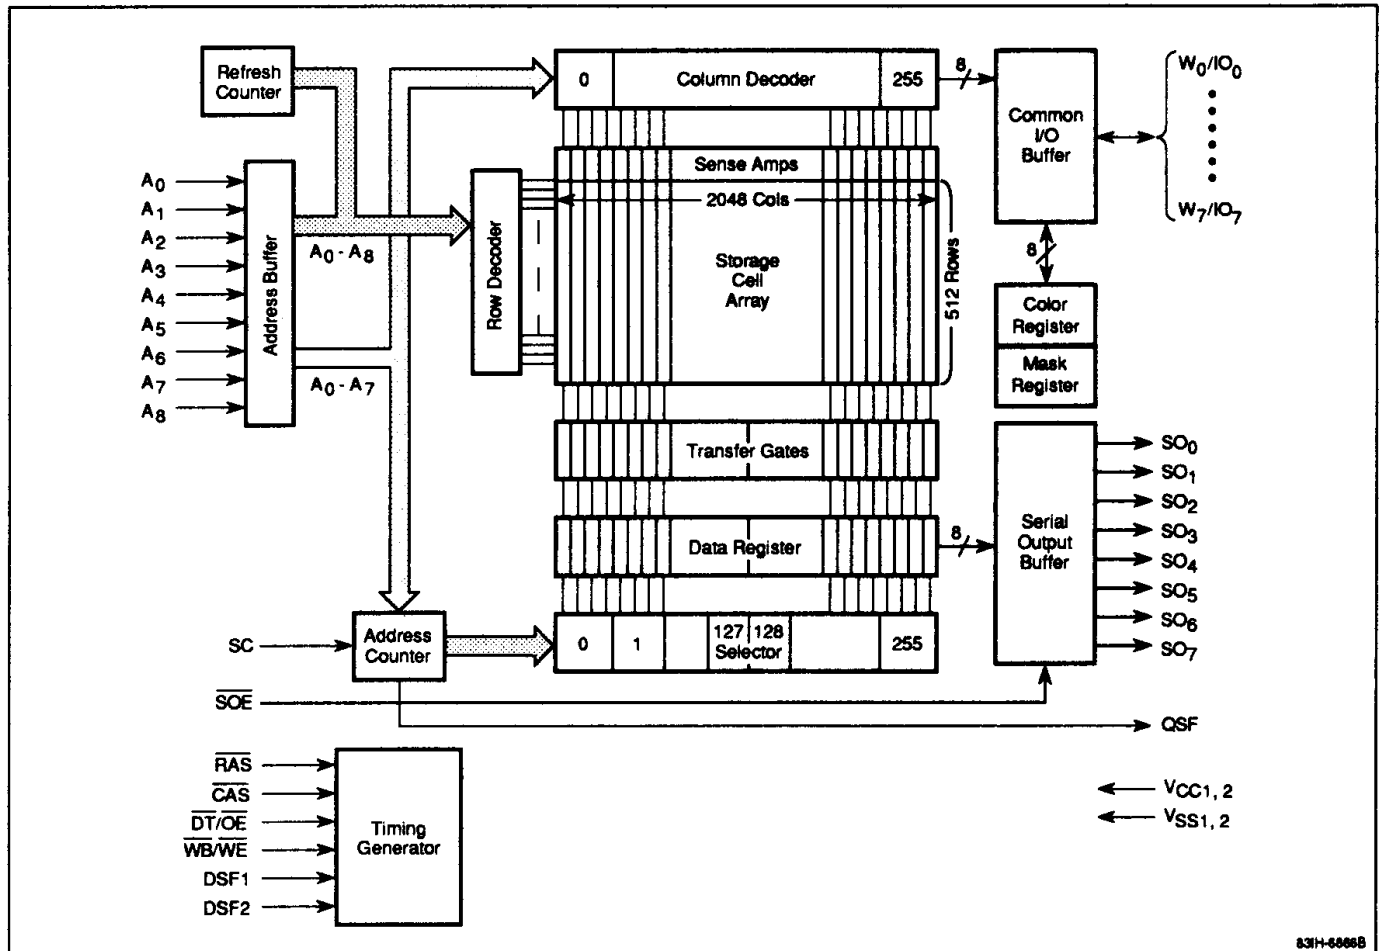 Refresh
Counter
A0
A1
A2
A3
A4
A5
A6
A7
A8
Address Buffer
A0 - A8
A0 - A7
Row Decoder
0
Column Decoder
255
Sense Amps
2048 Cols
Storage
Cell
Array
512 Rows
Transfer Gates
Data Register
0
1
127
128
Selector
255
8
Common
I/O
Buffer
W0/IO0
W7/IO7
8
Color
Register
Mask
Register
8
Serial
Output
Buffer
SO0
SO1
SO2
SO3
SO4
SO5
SO6
SO7
SC
Address
Counter
SOE
QSF
RAS
CAS
DT/OE
WB/WE
DSF1
DSF2
Timing
Generator
VCC1, 2
VSS1, 2
83IH-6866B